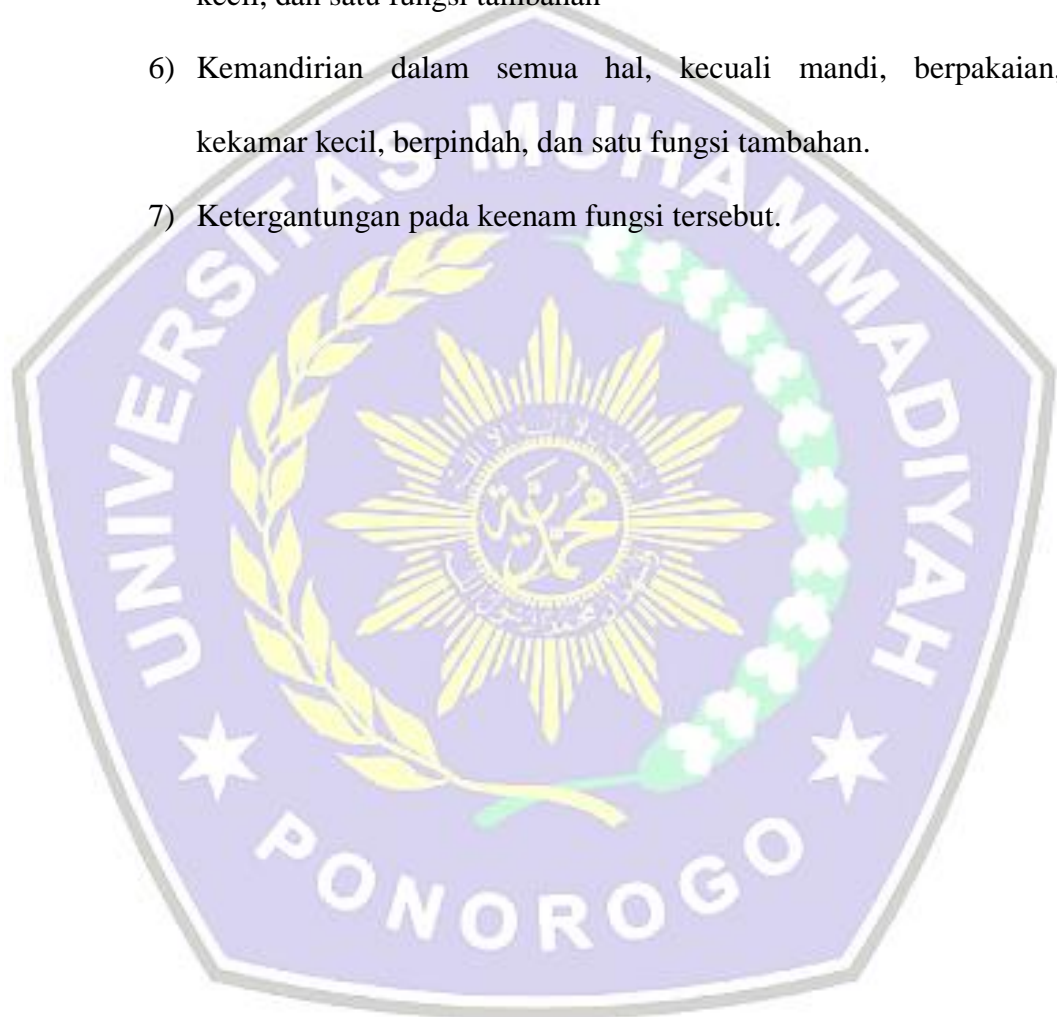 kecil, dan satu fungsi tambahan
6) Kemandirian dalam semua hal, kecuali mandi, berpakaian,
kekamar kecil, berpindah, dan satu fungsi tambahan.
7) Ketergantungan pada keenam fungsi tersebut.
UNIVERSITAS MUHAMMADIYAH
محمدية
PONOROGO